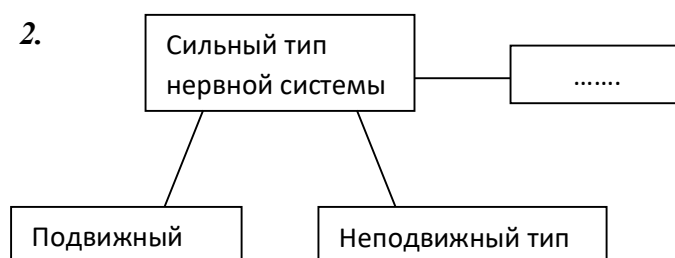 2.
Сильный тип
нервной системы
.......
Подвижный
Неподвижный тип